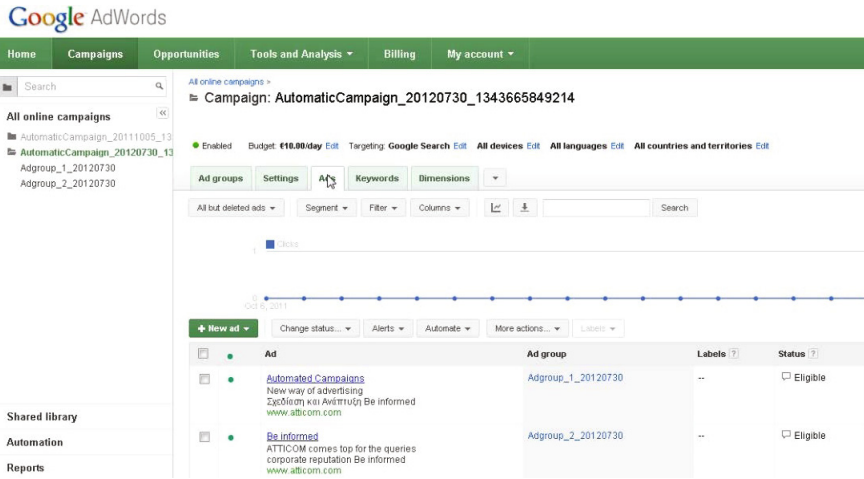 Google AdWords
Home Campaigns Opportunities Tools and Analysis Billing My account
Search
All online campaigns
AutomaticCampaign_20111005_13
AutomaticCampaign_20120730_13
Adgroup_1_20120730
Adgroup_2_20120730
Shared library
Automation
Reports
All online campaigns >
Campaign: AutomaticCampaign_20120730_1343665849214
Enabled Budget: €10.00/day Edit Targeting: Google Search Edit All devices Edit All languages Edit All countries and territories Edit
Ad groups Settings Ads Keywords Dimensions
All but deleted ads Segment Filter Columns Search
Clicks
1
0
Oct 6, 2011
+ New ad Change status... Alerts Automate More actions... Labels
Ad Ad group Labels ? Status ?
Automated Campaigns Adgroup_1_20120730 -- Eligible
New way of advertising
Σχεδίαση και Ανάπτυξη Be informed
www.atticom.com
Be informed Adgroup_2_20120730 -- Eligible
ATTICOM comes top for the queries
corporate reputation Be informed
www.atticom.com